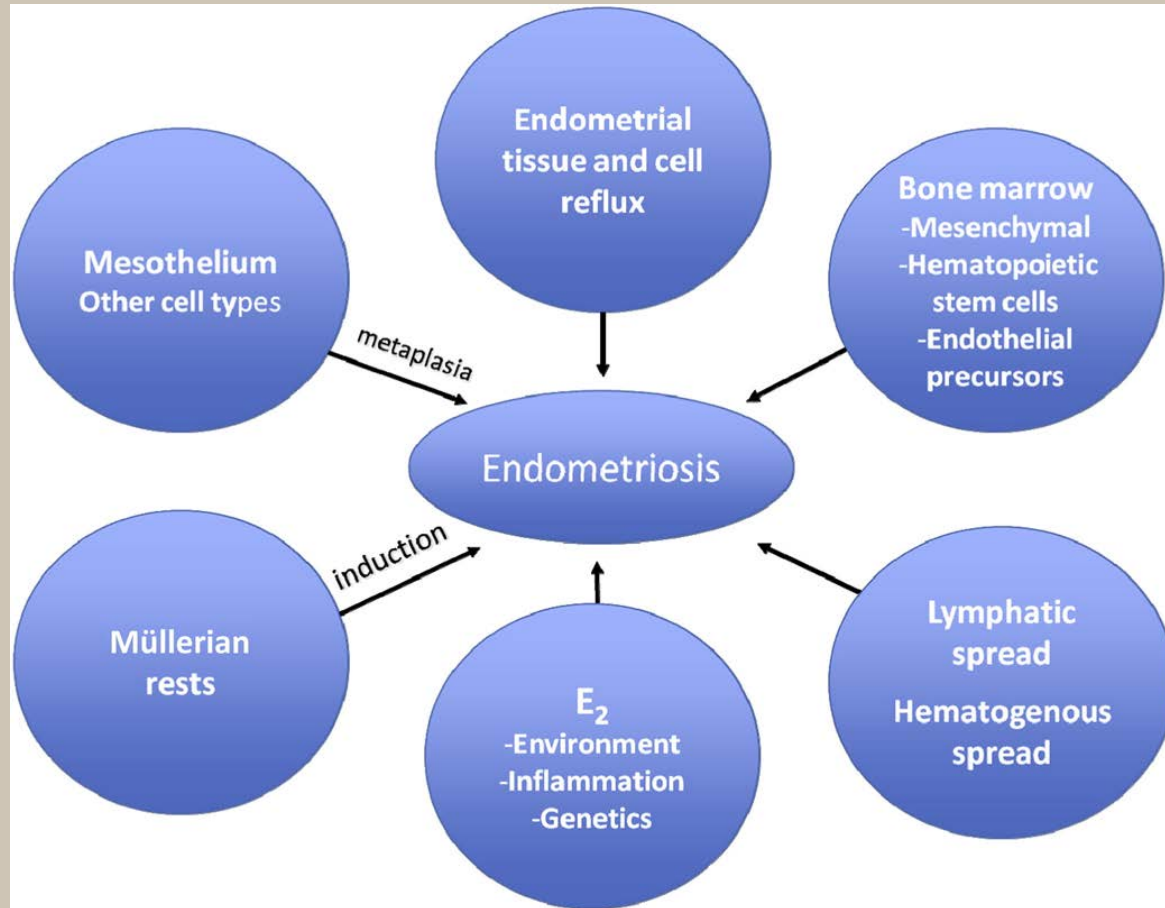 Endometrial
tissue and cell
reflux
Mesothelium
Other cell types
Bone marrow
-Mesenchymal
-Hematopoietic
stem cells
-Endothelial
precursors
metaplasia
Endometriosis
induction
Müllerian
rests
E₂
-Environment
-Inflammation
-Genetics
Lymphatic
spread
Hematogenous
spread